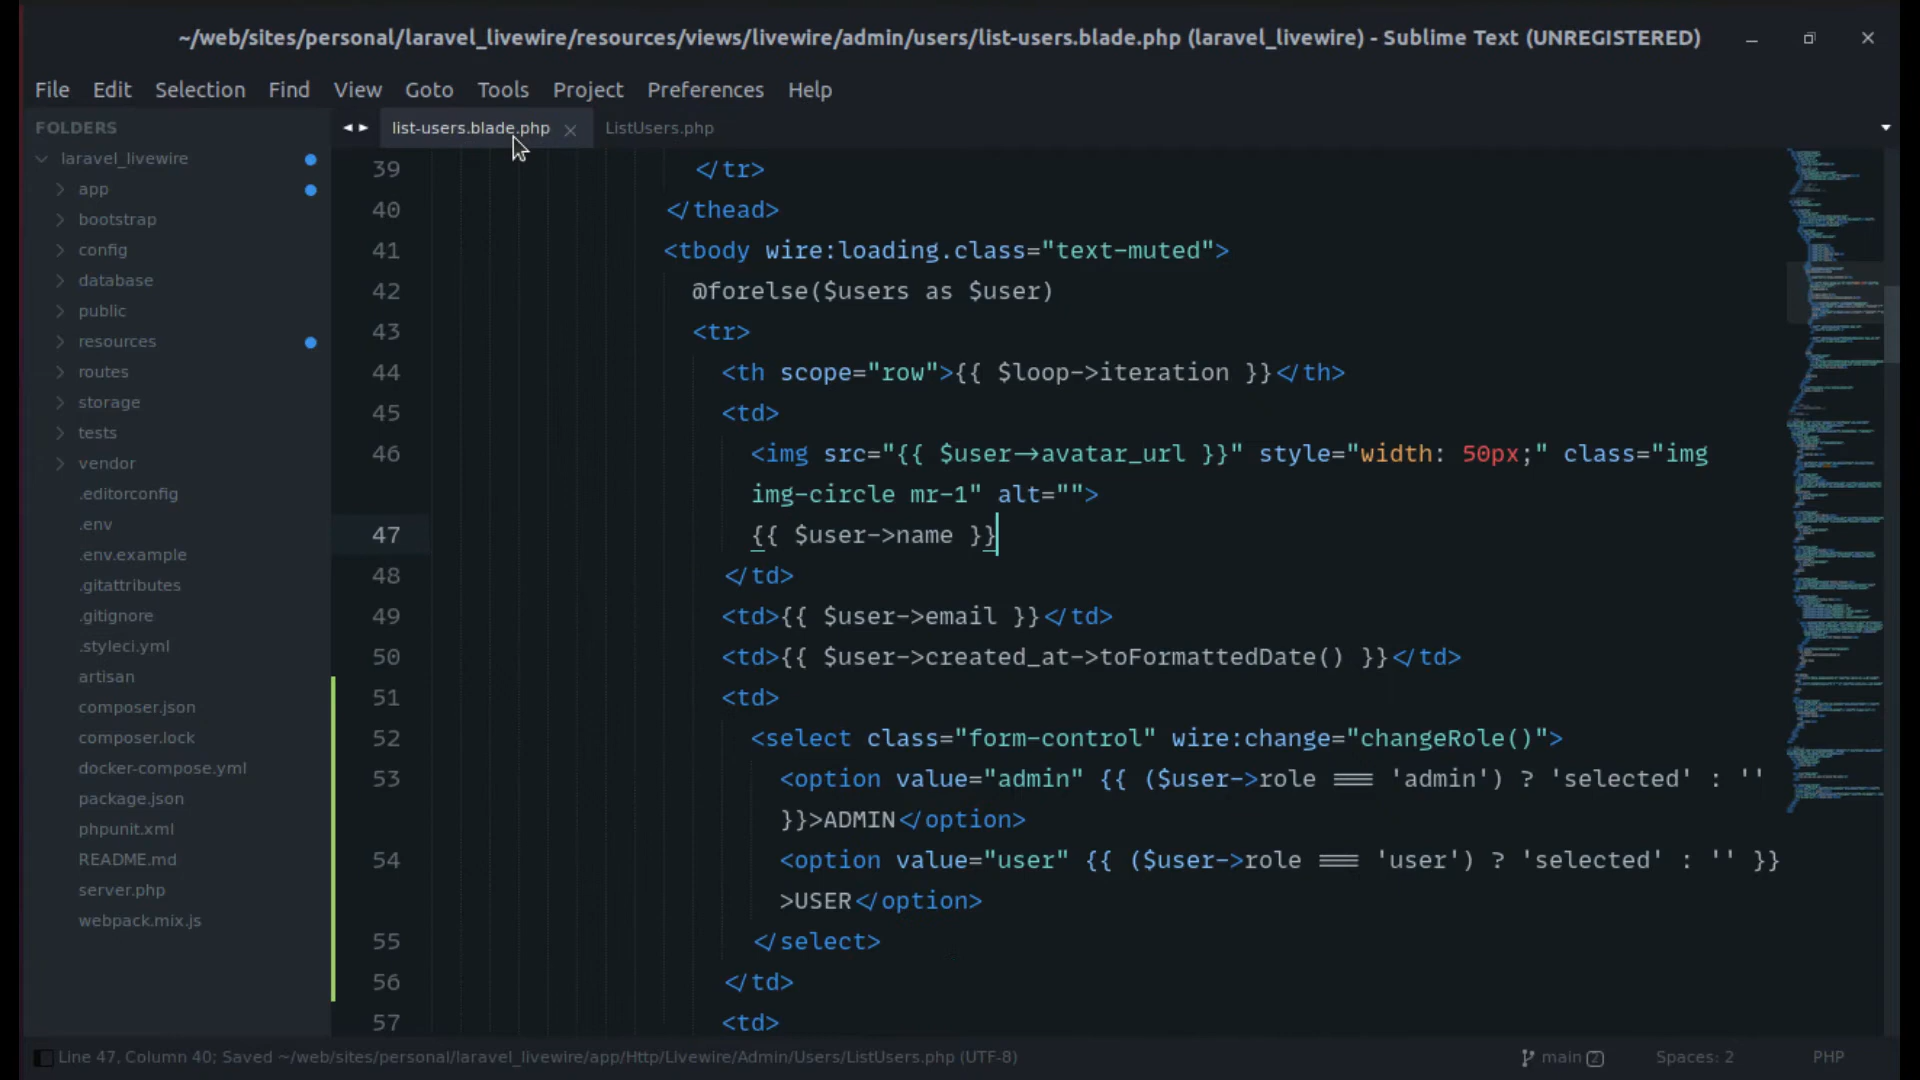 ~/web/sites/personal/laravel_livewire/resources/views/livewire/admin/users/list-users.blade.php (laravel_livewire) - Sublime Text (UNREGISTERED)
File Edit Selection Find View Goto Tools Project Preferences Help
FOLDERS
laravel_livewire
app
bootstrap
config
database
public
resources
routes
storage
tests
vendor
.editorconfig
.env
.env.example
.gitattributes
.gitignore
.styleci.yml
artisan
composer.json
composer.lock
docker-compose.yml
package.json
phpunit.xml
README.md
server.php
webpack.mix.js
list-users.blade.php ListUsers.php
39 </tr>
40 </thead>
41 <tbody wire:loading.class="text-muted">
42 @forelse($users as $user)
43 <tr>
44 <th scope="row">{{ $loop->iteration }}</th>
45 <td>
46 <img src="{{ $user->avatar_url }}" style="width: 50px;" class="img
img-circle mr-1" alt="">
47 {{ $user->name }}
48 </td>
49 <td>{{ $user->email }}</td>
50 <td>{{ $user->created_at->toFormattedDate() }}</td>
51 <td>
52 <select class="form-control" wire:change="changeRole()">
53 <option value="admin" {{ ($user->role === 'admin') ? 'selected' : ''
}}>ADMIN</option>
54 <option value="user" {{ ($user->role === 'user') ? 'selected' : '' }}
>USER</option>
55 </select>
56 </td>
57 <td>
Line 47, Column 40; Saved ~/web/sites/personal/laravel_livewire/app/Http/Livewire/Admin/Users/ListUsers.php (UTF-8)
main 2 Spaces: 2 PHP